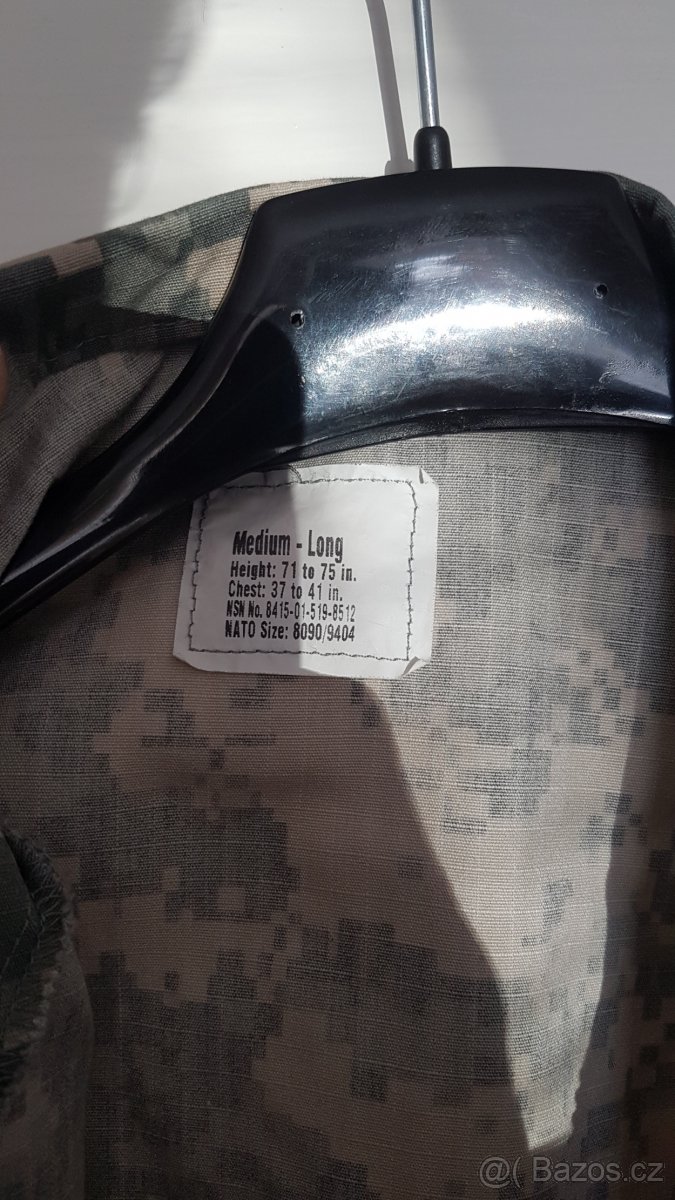 Medium - Long
Height: 71 to 75 in.
Chest: 37 to 41 in.
NSN No. 8415-01-519-8512
NATO Size: 8090/9404
@( Bazos.cz